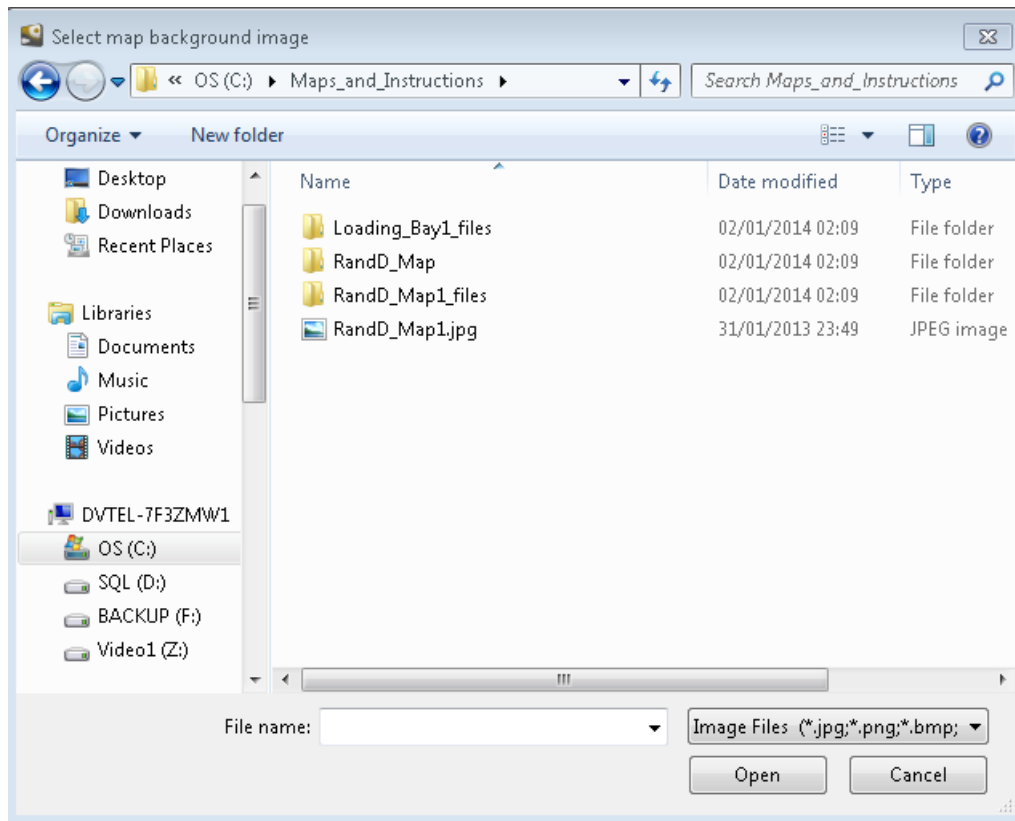 Select map background image
« OS (C:) Maps_and_Instructions Search Maps_and_Instructions
Organize New folder
Name Date modified Type
Desktop
Downloads
Recent Places
Libraries
Documents
Music
Pictures
Videos
DVTEL-7F3ZMW1
OS (C:)
SQL (D:)
BACKUP (F:)
Video1 (Z:)
Loading_Bay1_files 02/01/2014 02:09 File folder
RandD_Map 02/01/2014 02:09 File folder
RandD_Map1_files 02/01/2014 02:09 File folder
RandD_Map1.jpg 31/01/2013 23:49 JPEG image
File name: Image Files (*.jpg;*.png;*.bmp;
Open Cancel